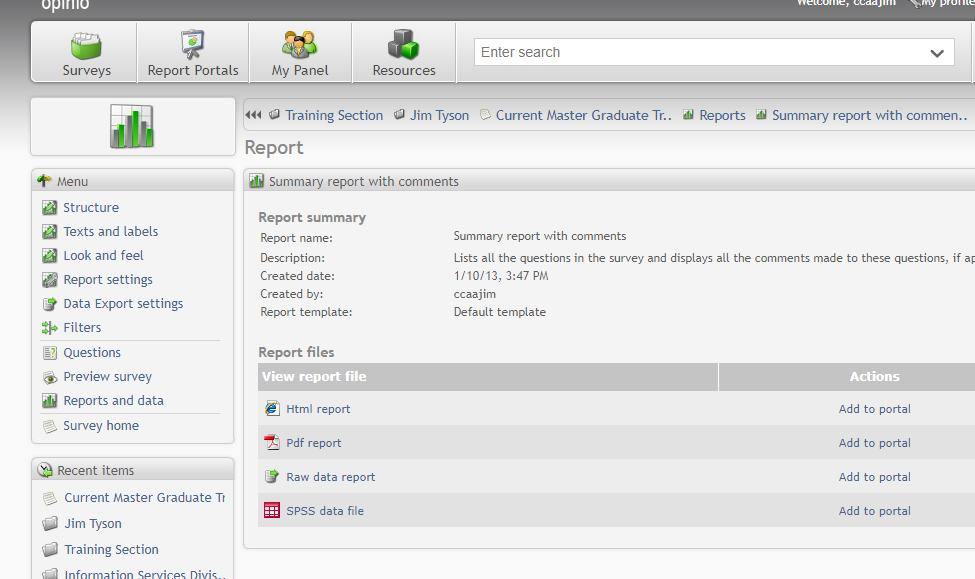 opinio
Welcome, ccaajim My profile
Surveys Report Portals My Panel Resources Enter search
Training Section Jim Tyson Current Master Graduate Tr.. Reports Summary report with commen..
Report
Menu
Structure
Texts and labels
Look and feel
Report settings
Data Export settings
Filters
Questions
Preview survey
Reports and data
Survey home
Recent items
Current Master Graduate Tr
Jim Tyson
Training Section
Information Services Divis..
Summary report with comments
Report summary
Report name: Summary report with comments
Description: Lists all the questions in the survey and displays all the comments made to these questions, if ap
Created date: 1/10/13, 3:47 PM
Created by: ccaajim
Report template: Default template
Report files
View report file Actions
Html report Add to portal
Pdf report Add to portal
Raw data report Add to portal
SPSS data file Add to portal